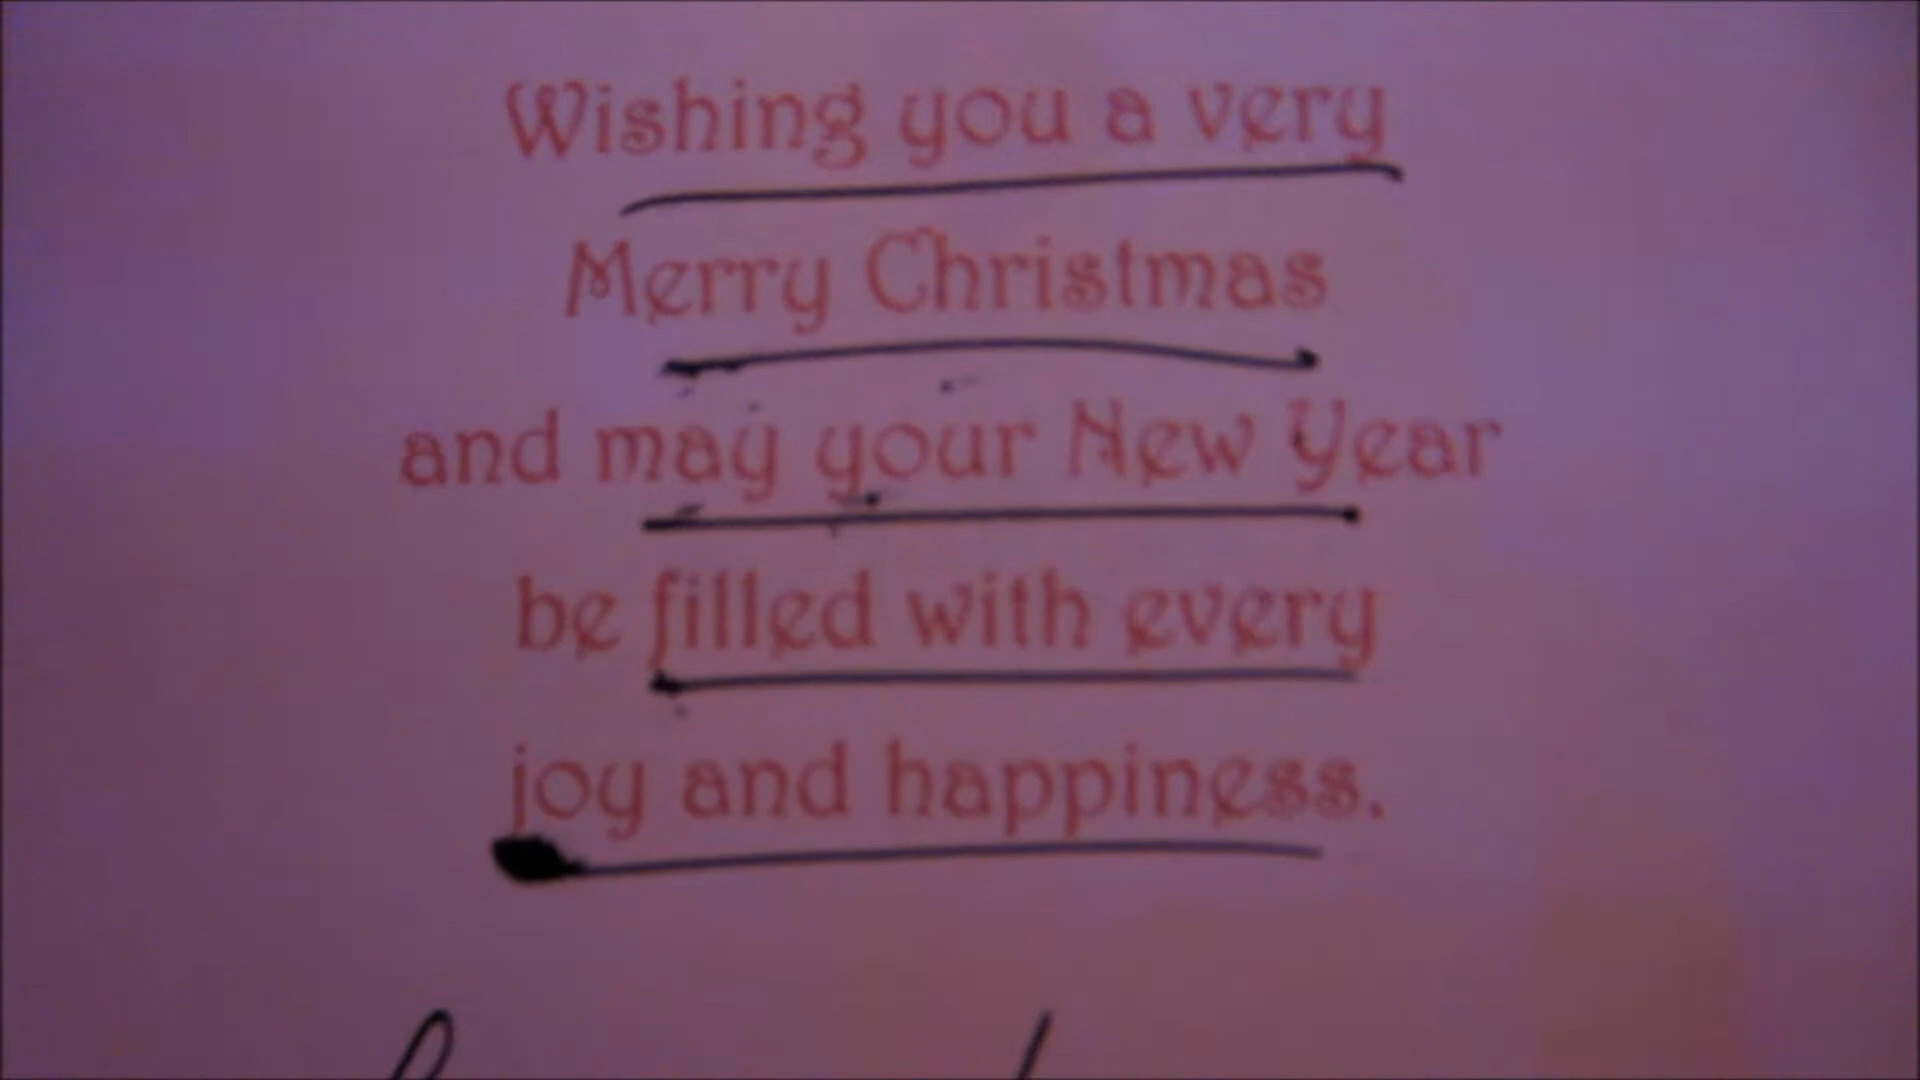 Wishing you a very
Merry Christmas
and may your New Year
be filled with every
joy and happiness.